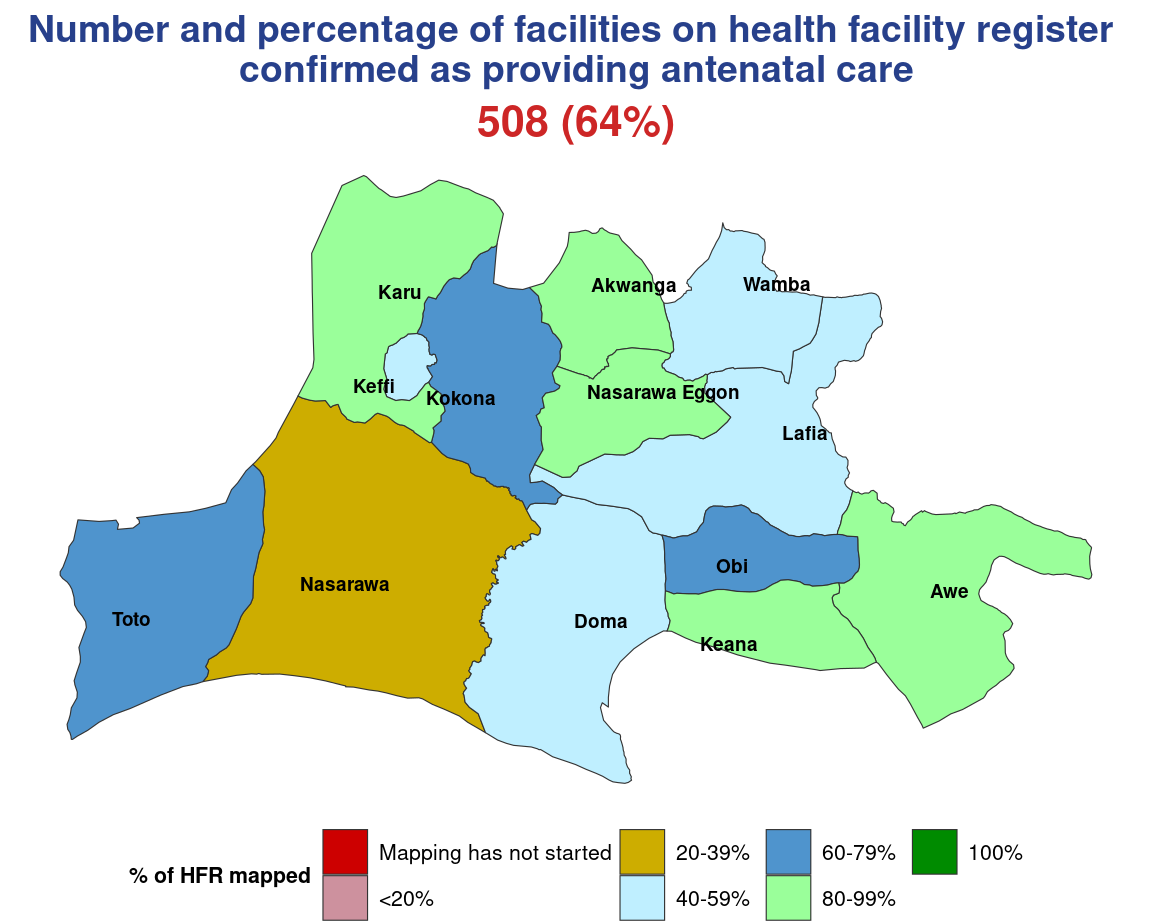 Number and percentage of facilities on health facility register
confirmed as providing antenatal care
508 (64%)
Karu
Akwanga
Wamba
Keffi
Kokona
Nasarawa Eggon
Lafia
Nasarawa
Toto
Doma
Obi
Awe
Keana
% of HFR mapped
Mapping has not started
<20%
20-39%
40-59%
60-79%
80-99%
100%